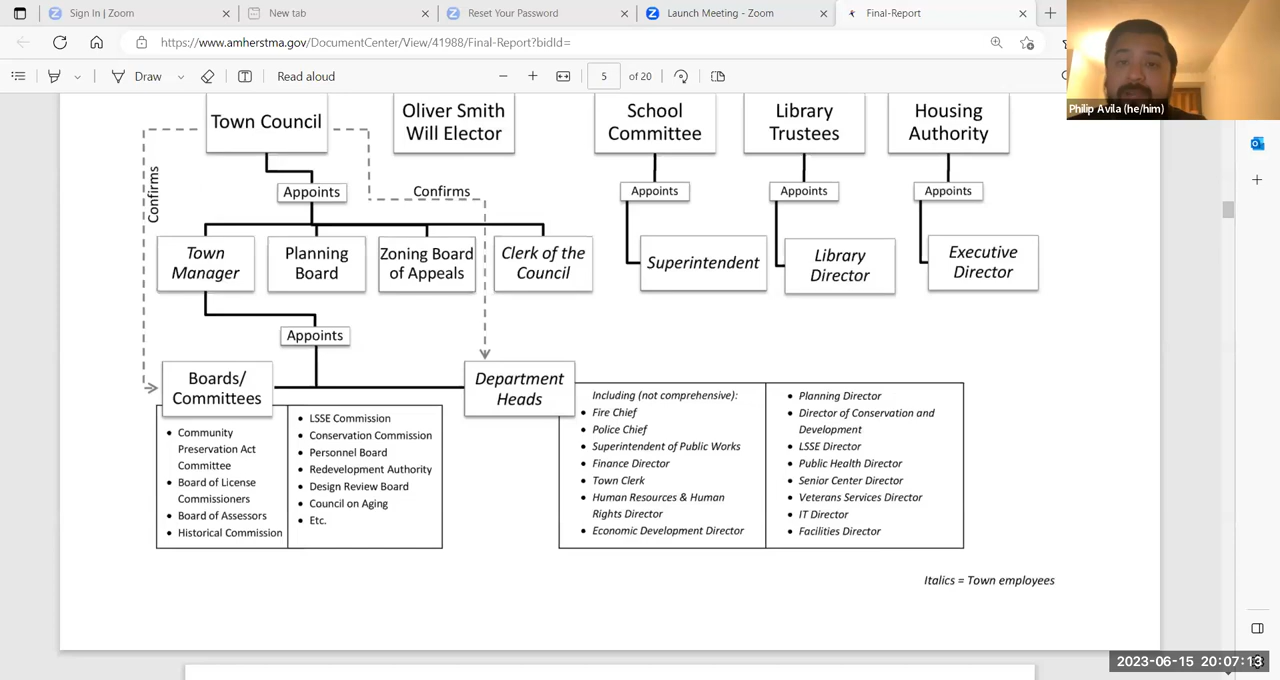 Sign In | Zoom
New tab
Reset Your Password
Launch Meeting - Zoom
Final-Report
https://www.amherstma.gov/DocumentCenter/View/41988/Final-Report?bidId=
Draw
Read aloud
5
of 20
Philip Avila (he/him)
Town Council
Oliver Smith
Will Elector
School
Committee
Library
Trustees
Housing
Authority
Confirms
Appoints
Confirms
Appoints
Appoints
Appoints
Town
Manager
Planning
Board
Zoning Board
of Appeals
Clerk of the
Council
Superintendent
Library
Director
Executive
Director
Appoints
Boards/
Committees
Department
Heads
• Community
Preservation Act
Committee
• Board of License
Commissioners
• Board of Assessors
• Historical Commission
• LSSE Commission
• Conservation Commission
• Personnel Board
• Redevelopment Authority
• Design Review Board
• Council on Aging
• Etc.
Including (not comprehensive):
• Fire Chief
• Police Chief
• Superintendent of Public Works
• Finance Director
• Town Clerk
• Human Resources & Human
Rights Director
• Economic Development Director
• Planning Director
• Director of Conservation and
Development
• LSSE Director
• Public Health Director
• Senior Center Director
• Veterans Services Director
• IT Director
• Facilities Director
Italics = Town employees
2023-06-15 20:07:13